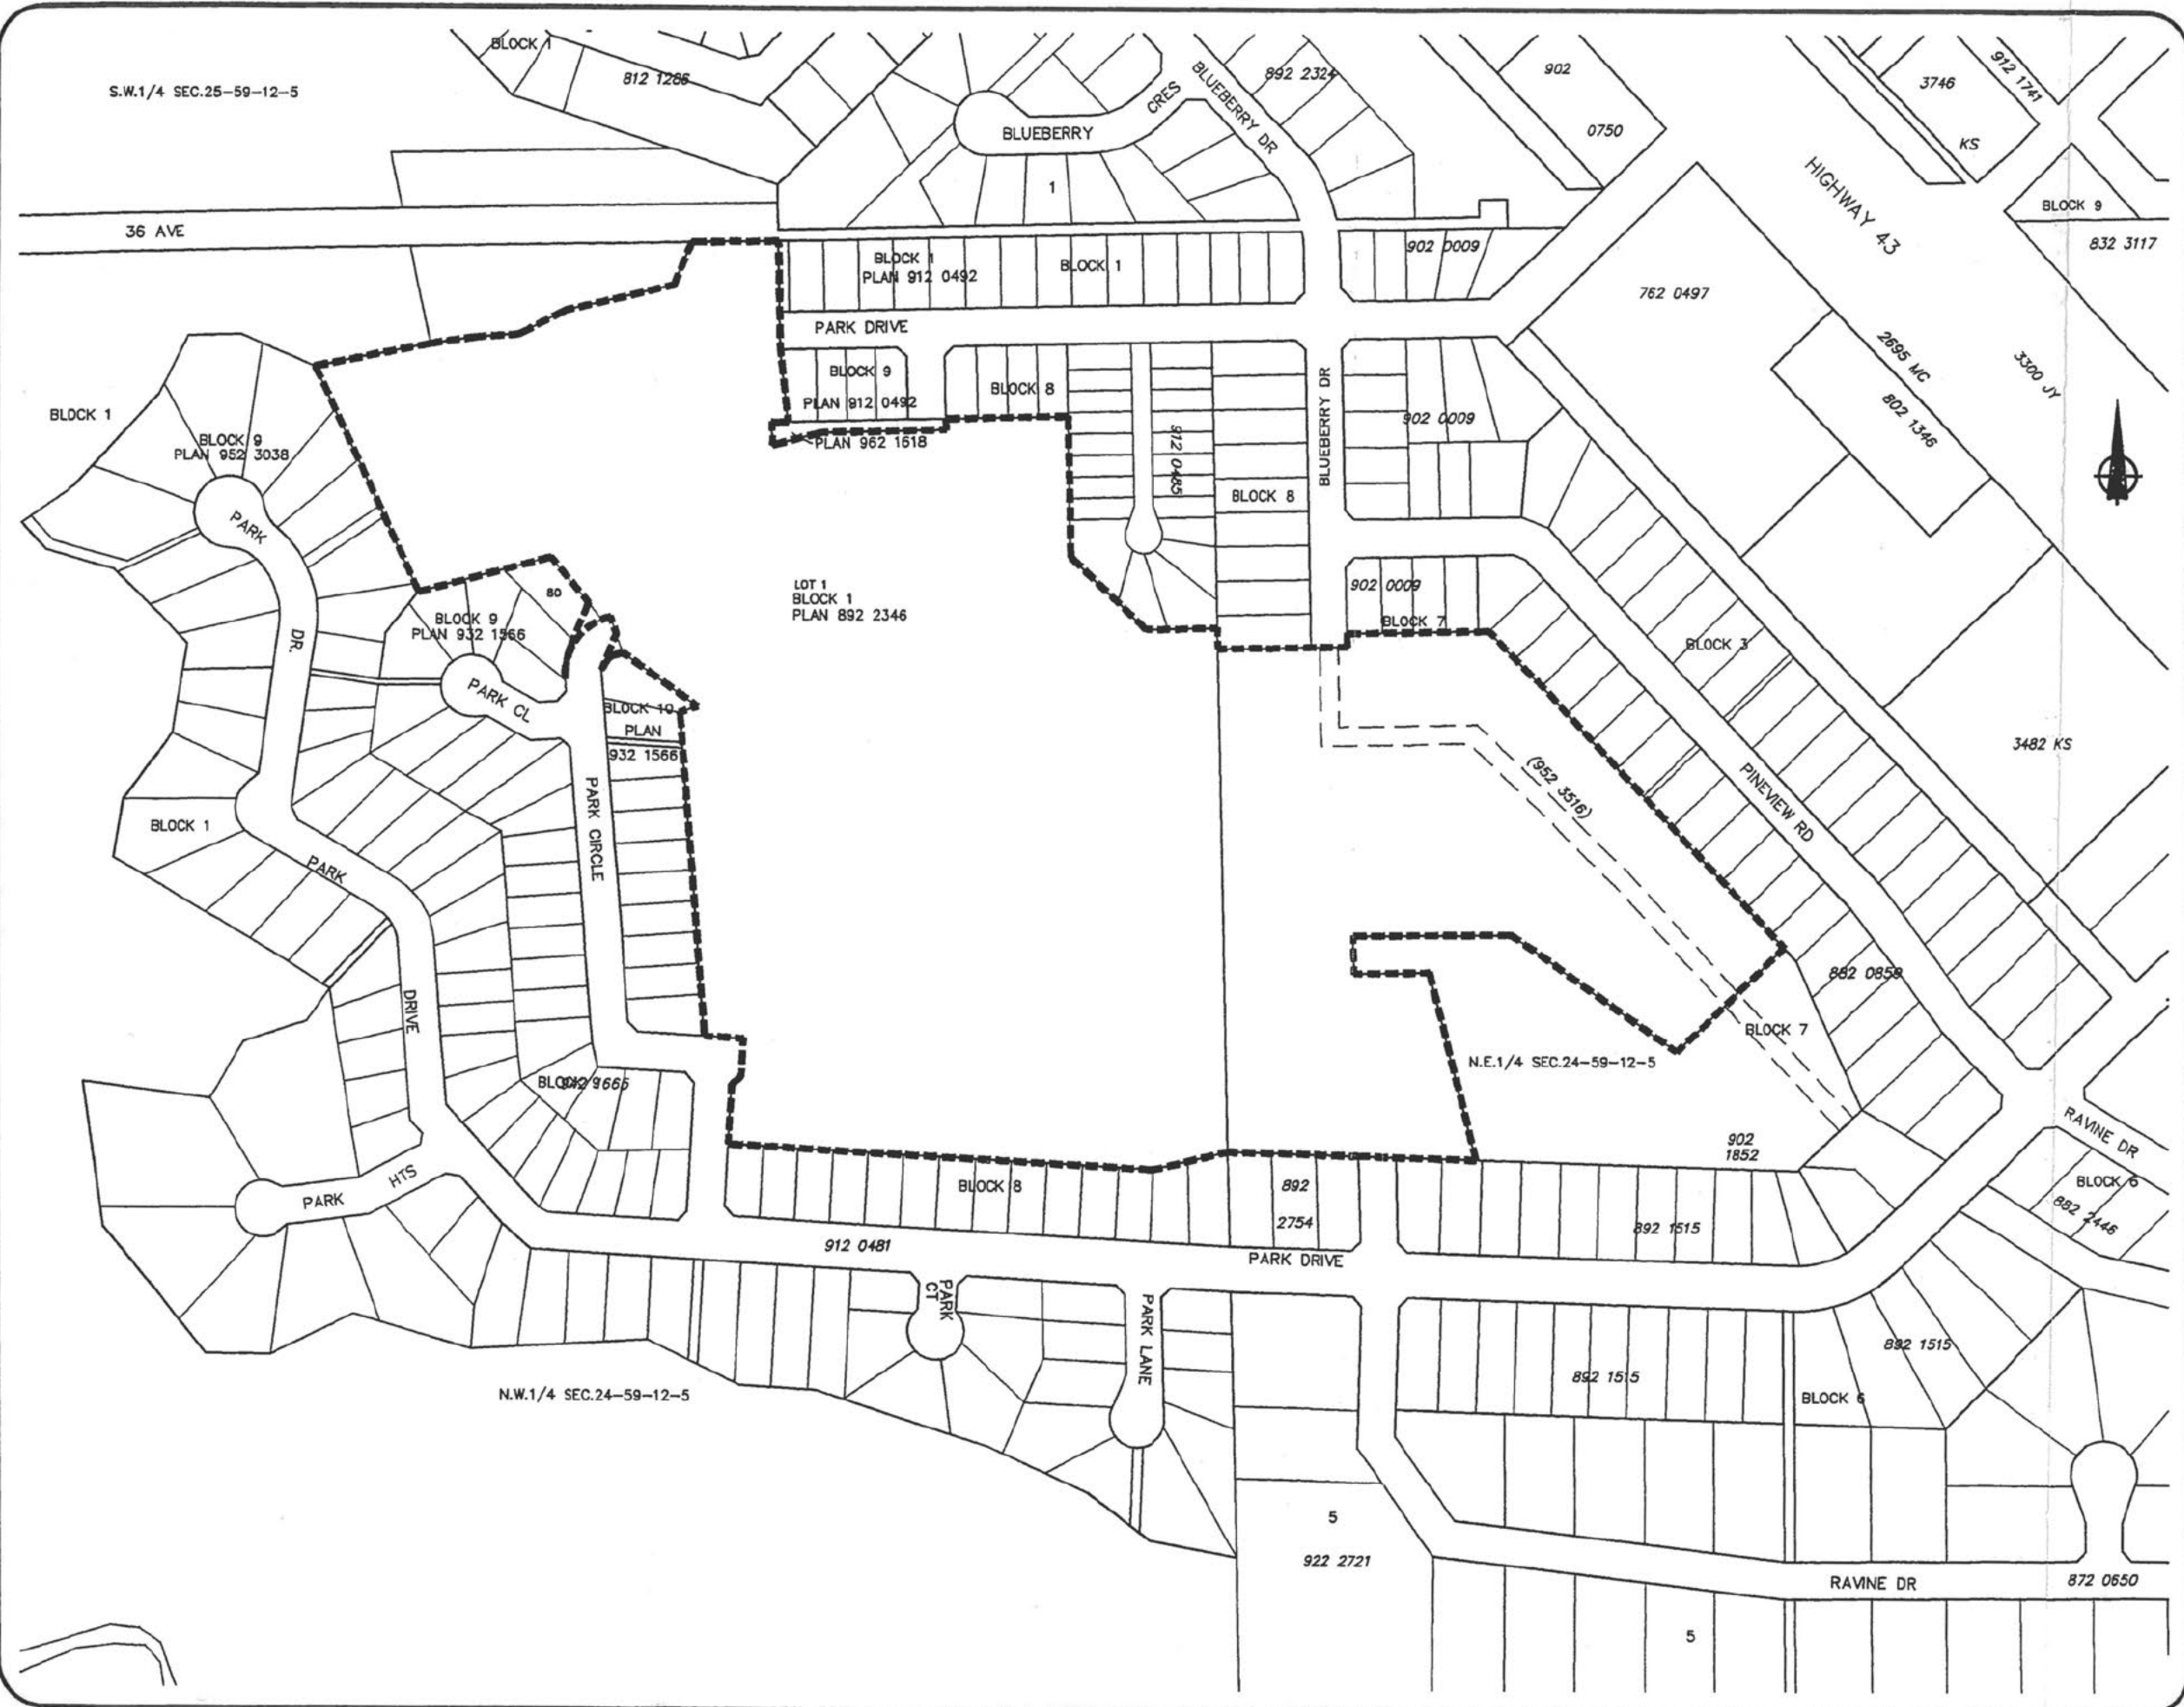 BLOCK 1
S.W.1/4 SEC.25-59-12-5
812 1286
BLUEBERRY
CRES
BLUEBERRY DR
892 2324
902
0750
3746
KS
912 1741
HIGHWAY 43
BLOCK 9
832 3117
1
36 AVE
BLOCK 1
PLAN 912 0492
BLOCK 1
902 0009
762 0497
PARK DRIVE
2695 MC
802 1346
3300 JY
BLOCK 9
PLAN 912 0492
BLOCK 8
PLAN 962 1618
912 0485
BLOCK 8
BLUEBERRY DR
902 0009
BLOCK 1
BLOCK 9
PLAN 952 3038
PARK
DR.
80
BLOCK 9
PLAN 932 1566
LOT 1
BLOCK 1
PLAN 892 2346
902 0009
BLOCK 7
BLOCK 3
PARK CL
BLOCK 10
PLAN
932 1566
3482 KS
(952 3516)
PINEVIEW RD
PARK CIRCLE
BLOCK 1
PARK
DRIVE
882 0859
BLOCK 7
N.E.1/4 SEC.24-59-12-5
BLOCK 9
902
1852
RAVINE DR
BLOCK 6
882 2446
PARK
HTS
BLOCK 8
892
2754
892 1515
912 0481
PARK DRIVE
PARK
CT
PARK LANE
892 1515
892 1515
BLOCK 6
N.W.1/4 SEC.24-59-12-5
5
922 2721
RAVINE DR
872 0650
5